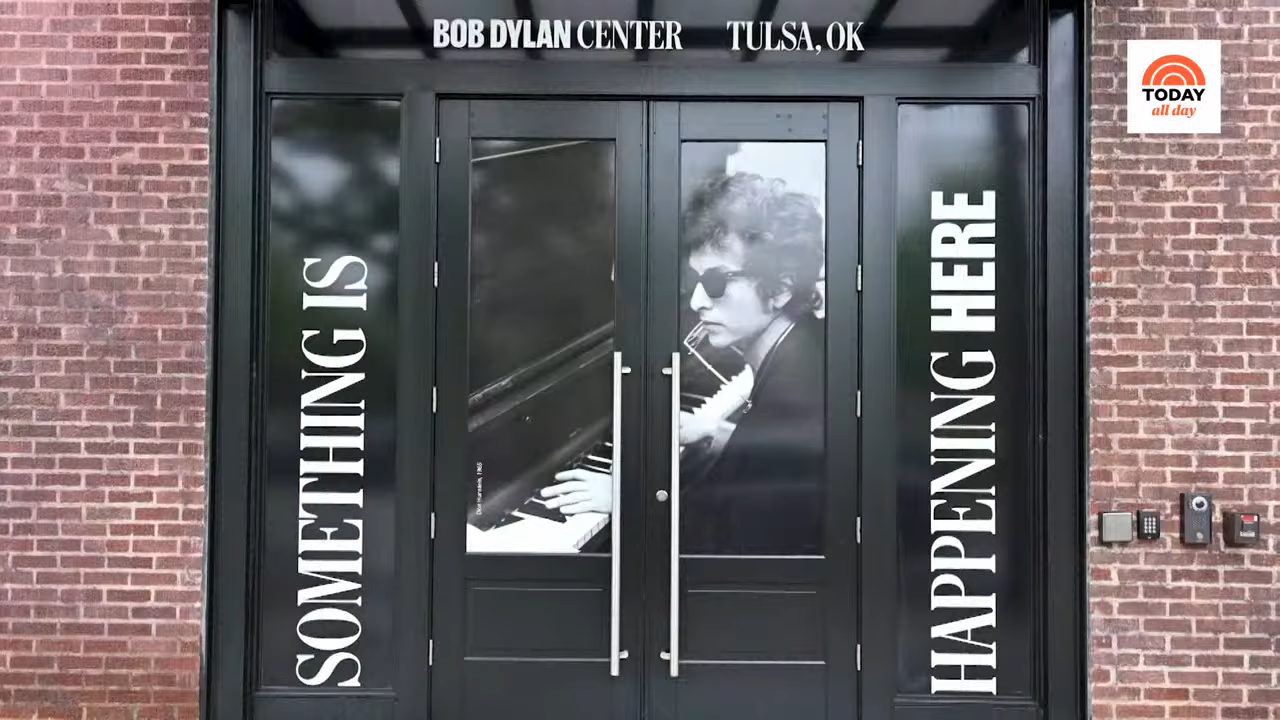 BOB DYLAN CENTER TULSA, OK
TODAY
all day
SOMETHING IS
HAPPENING HERE